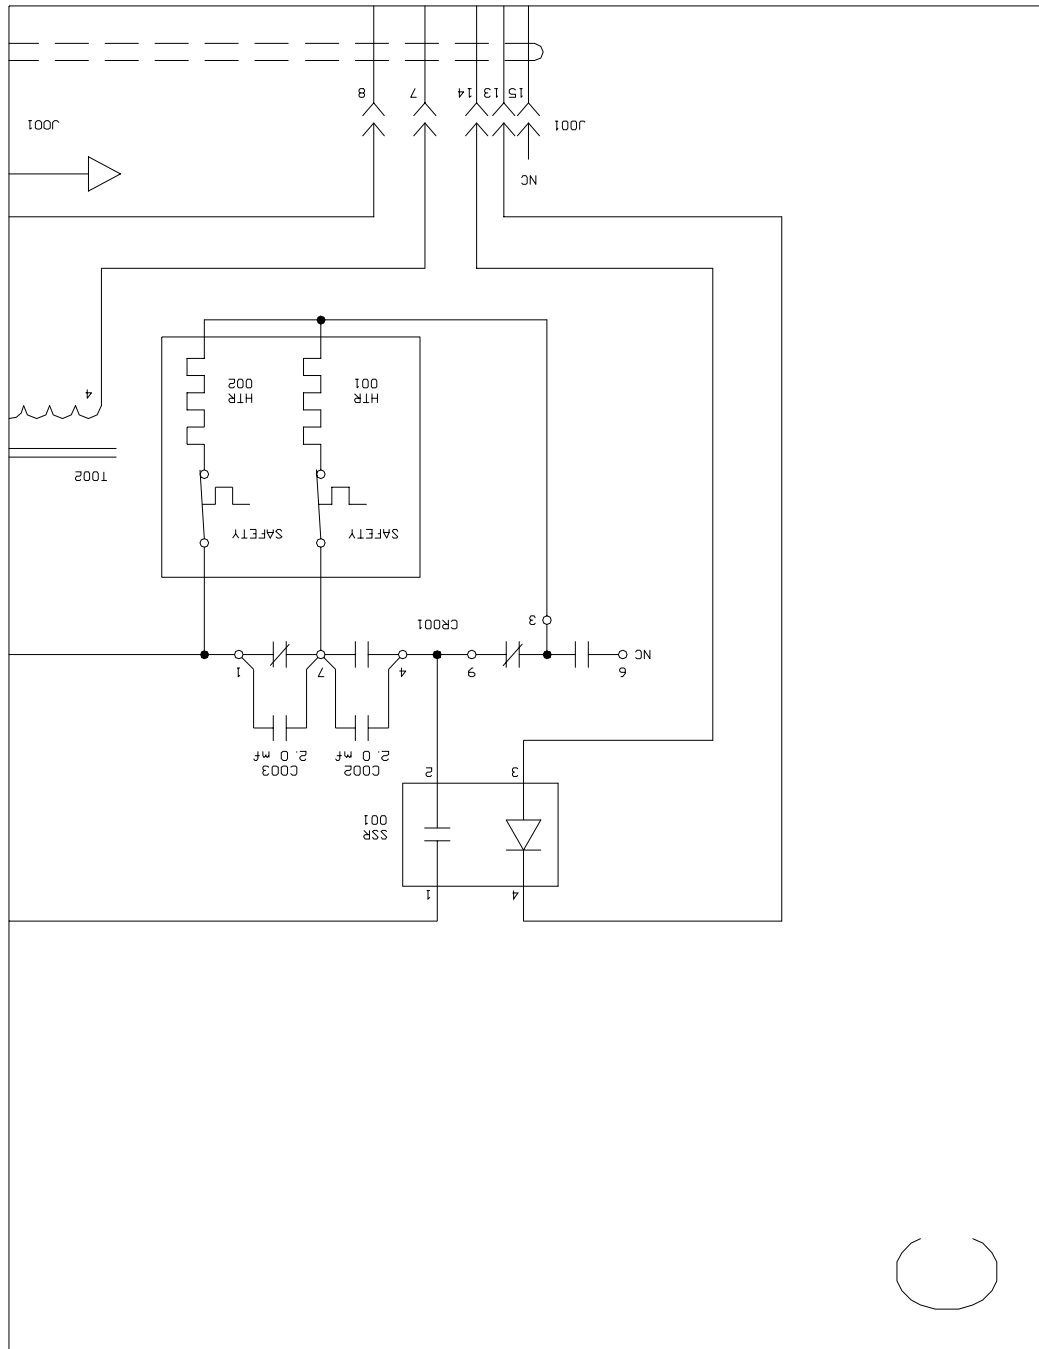 4
1
SSR
001
3
2
C002
2.0 mf
C003
2.0 mf
9
6
4
7
1
NC
CR001
3
SAFETY
SAFETY
T002
HTR
001
HTR
002
4
NC
J001
J001
15
13
14
7
8